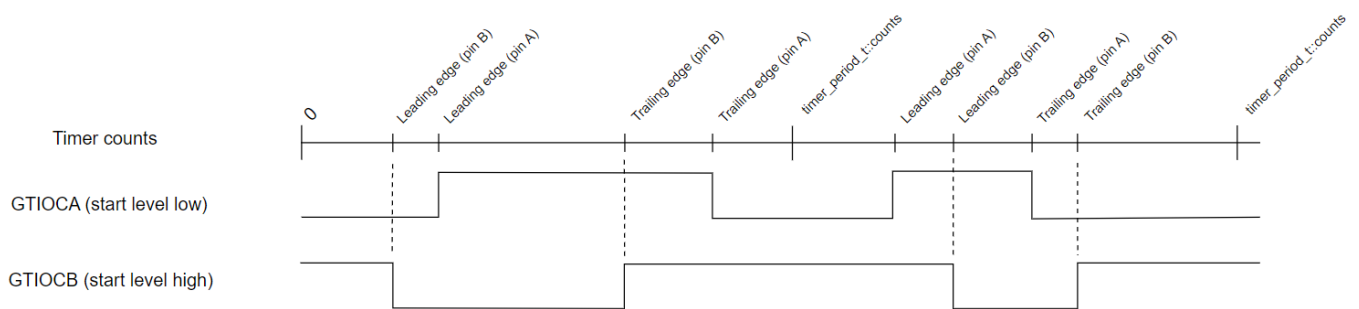 0
Leading edge (pin B)
Leading edge (pin A)
Trailing edge (pin B)
Trailing edge (pin A)
timer_period_t::counts
Leading edge (pin A)
Leading edge (pin B)
Trailing edge (pin A)
Trailing edge (pin B)
timer_period_t::counts
Timer counts
GTIOCA (start level low)
GTIOCB (start level high)